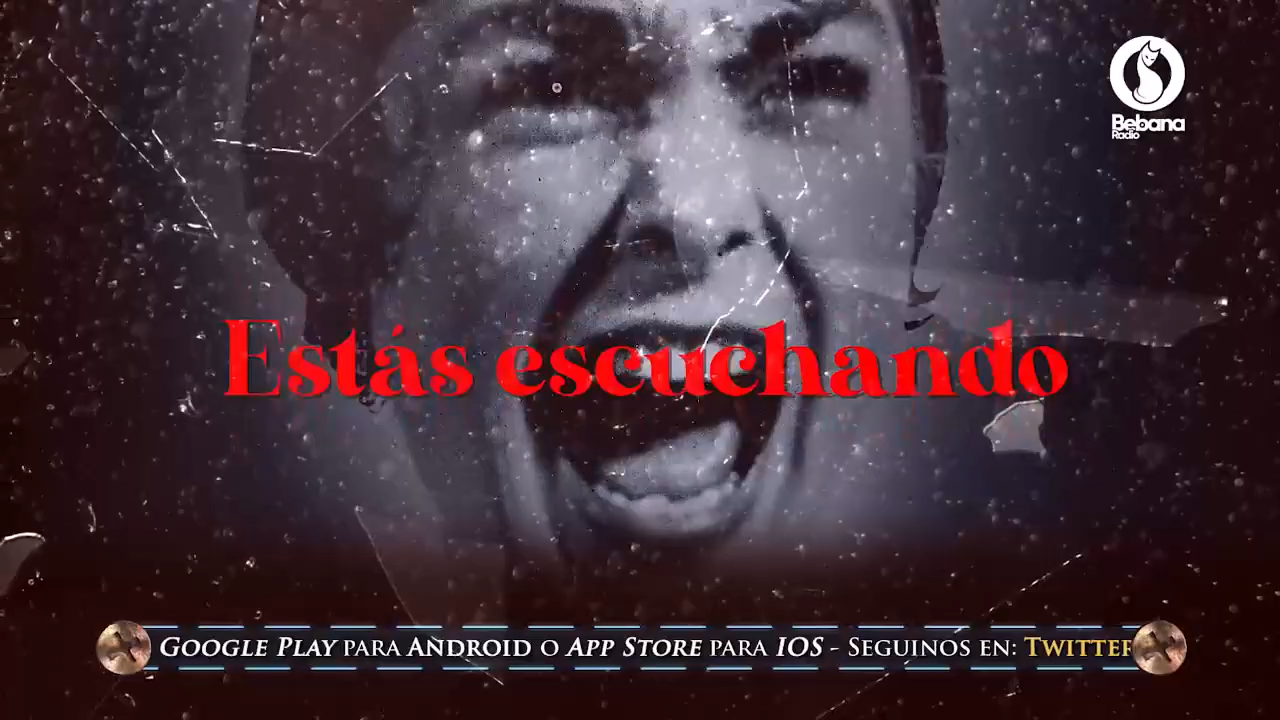 Bebana
Radio
Estás escuchando
GOOGLE PLAY PARA ANDROID O APP STORE PARA IOS - SEGUINOS EN: TWITTER